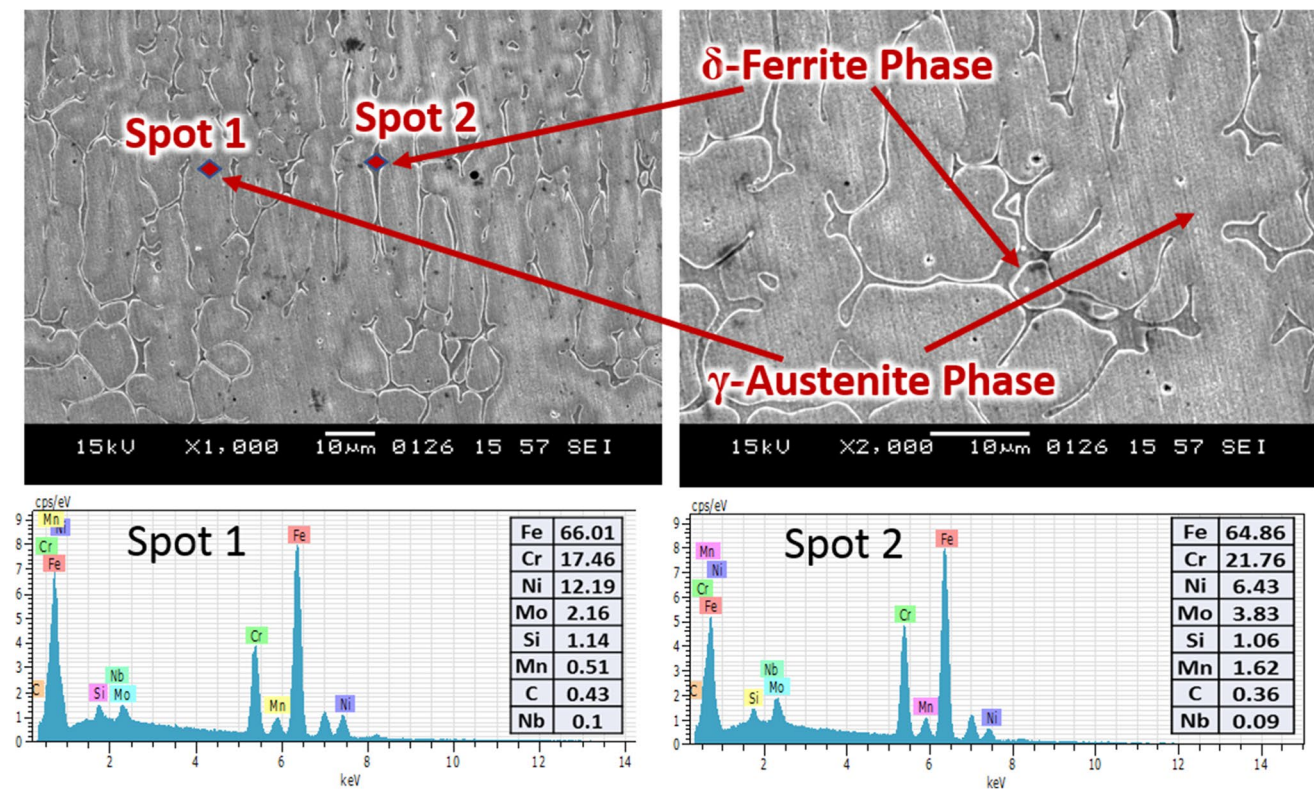 δ-Ferrite Phase
Spot 1
Spot 2
γ-Austenite Phase
15kV X1,000 10μm 0126 15 57 SEI
15kV X2,000 10μm 0126 15 57 SEI
cps/eV
Spot 1
9
8
7
6
5
4
3
2
1
0
Mn
Ni
Cr
Fe
C
Si
Nb
Mo
Cr
Mn
Fe
Ni
2 4 6 8 10 12 14
keV
Fe 66.01
Cr 17.46
Ni 12.19
Mo 2.16
Si 1.14
Mn 0.51
C 0.43
Nb 0.1
cps/eV
Spot 2
9
8
7
6
5
4
3
2
1
0
Mn
Ni
Cr
Fe
C
Si
Nb
Mo
Cr
Mn
Fe
Ni
2 4 6 8 10 12 14
keV
Fe 64.86
Cr 21.76
Ni 6.43
Mo 3.83
Si 1.06
Mn 1.62
C 0.36
Nb 0.09